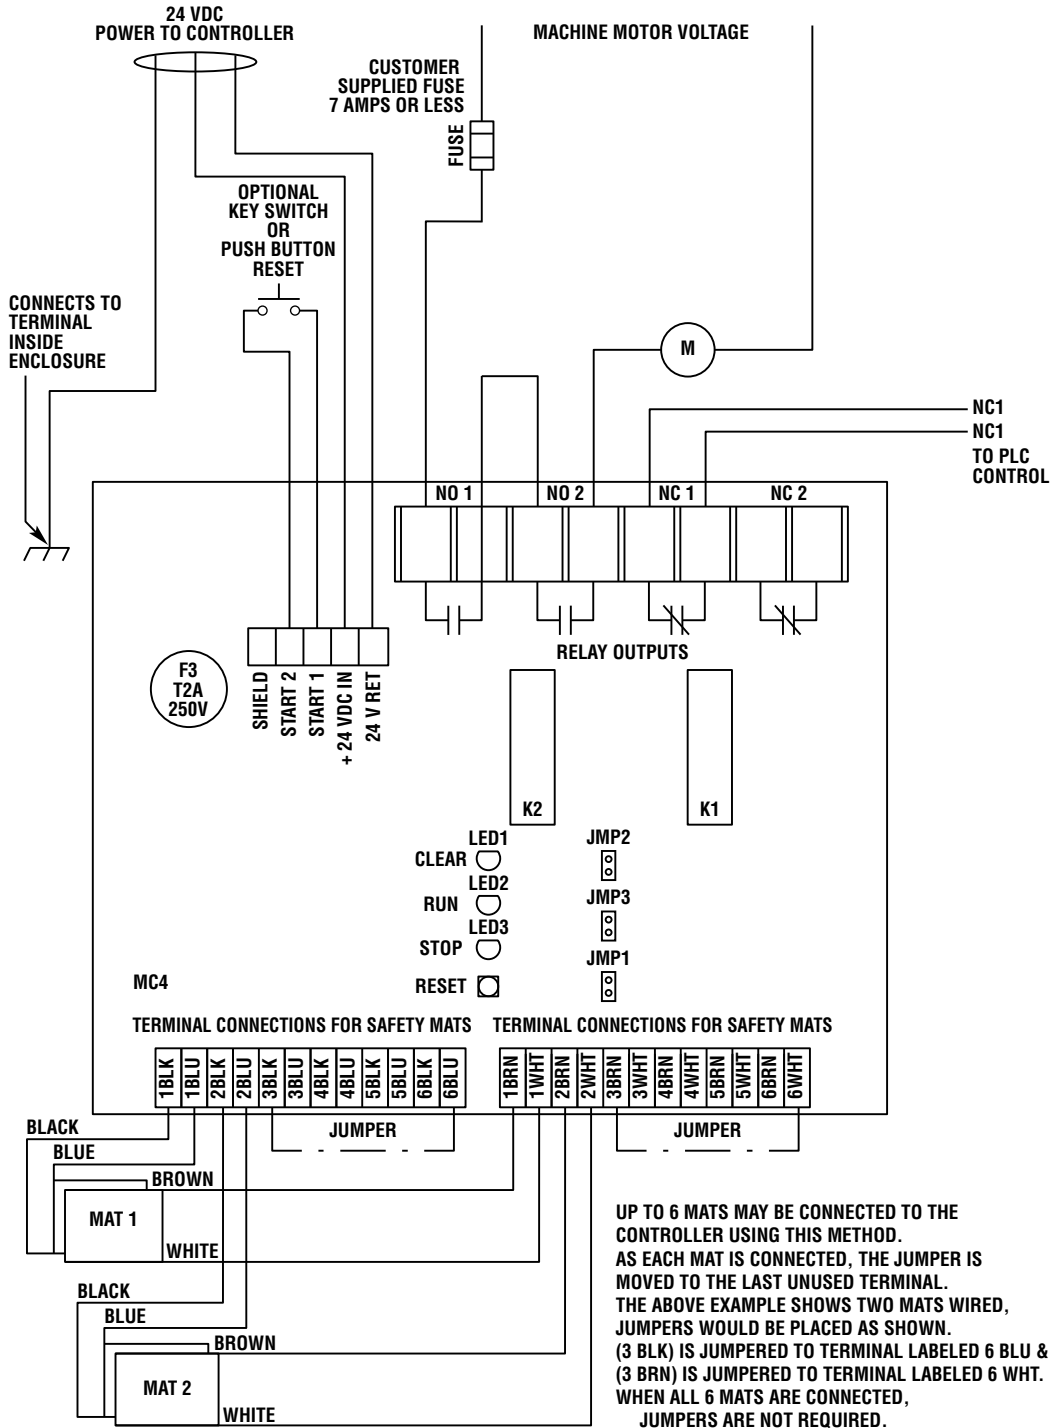 24 VDC
POWER TO CONTROLLER
MACHINE MOTOR VOLTAGE
CUSTOMER
SUPPLIED FUSE
7 AMPS OR LESS
FUSE
OPTIONAL
KEY SWITCH
OR
PUSH BUTTON
RESET
CONNECTS TO
TERMINAL
INSIDE
ENCLOSURE
M
NC1
NC1
TO PLC
CONTROL
NO 1
NO 2
NC 1
NC 2
RELAY OUTPUTS
F3
T2A
250V
SHIELD
START 2
START 1
+ 24 VDC IN
24 V RET
K2
K1
LED1
CLEAR
LED2
RUN
LED3
STOP
RESET
JMP2
JMP3
JMP1
MC4
TERMINAL CONNECTIONS FOR SAFETY MATS
TERMINAL CONNECTIONS FOR SAFETY MATS
1BLK
1BLU
2BLK
2BLU
3BLK
3BLU
4BLK
4BLU
5BLK
5BLU
6BLK
6BLU
1BRN
1WHT
2BRN
2WHT
3BRN
3WHT
4BRN
4WHT
5BRN
5WHT
6BRN
6WHT
JUMPER
JUMPER
BLACK
BLUE
BROWN
MAT 1
WHITE
BLACK
BLUE
BROWN
MAT 2
WHITE
UP TO 6 MATS MAY BE CONNECTED TO THE
CONTROLLER USING THIS METHOD.
AS EACH MAT IS CONNECTED, THE JUMPER IS
MOVED TO THE LAST UNUSED TERMINAL.
THE ABOVE EXAMPLE SHOWS TWO MATS WIRED,
JUMPERS WOULD BE PLACED AS SHOWN.
(3 BLK) IS JUMPERED TO TERMINAL LABELED 6 BLU &
(3 BRN) IS JUMPERED TO TERMINAL LABELED 6 WHT.
WHEN ALL 6 MATS ARE CONNECTED,
JUMPERS ARE NOT REQUIRED.